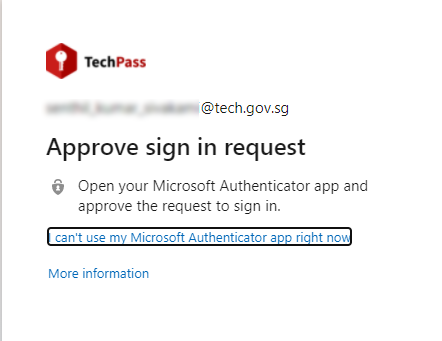 TechPass
@tech.gov.sg
Approve sign in request
Open your Microsoft Authenticator app and
approve the request to sign in.
I can't use my Microsoft Authenticator app right now
More information